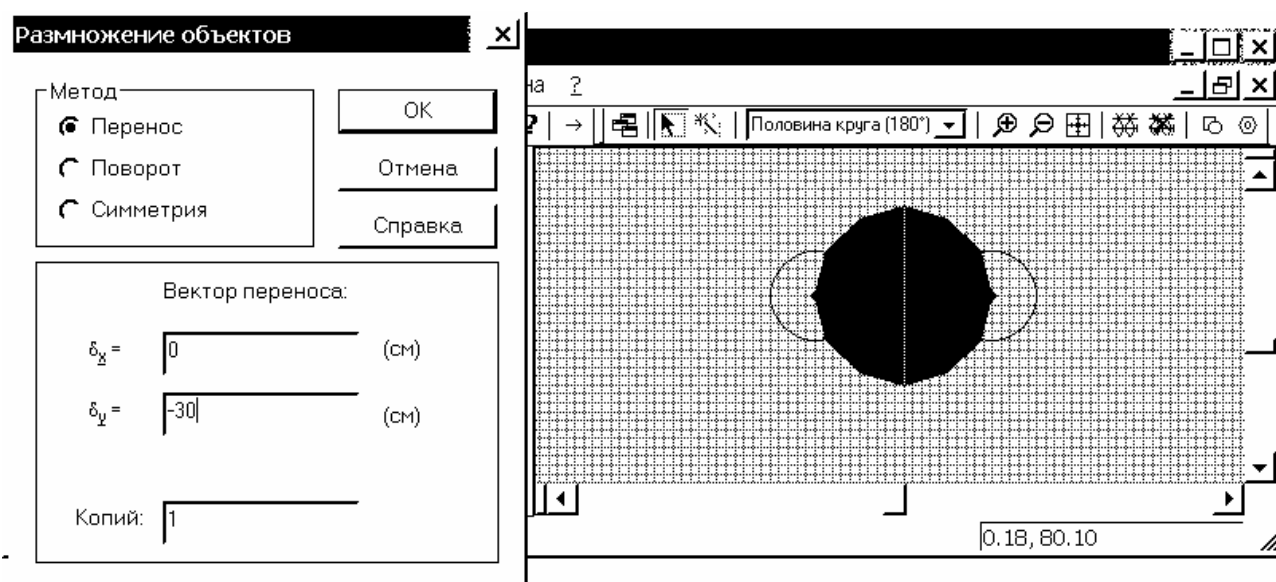 Размножение объектов
Метод
Перенос
Поворот
Симметрия
OK
Отмена
Справка
Вектор переноса:
δx = 0 (см)
δy = -30 (см)
Копий: 1
на ?
Половина круга (180°)
0.18, 80.10